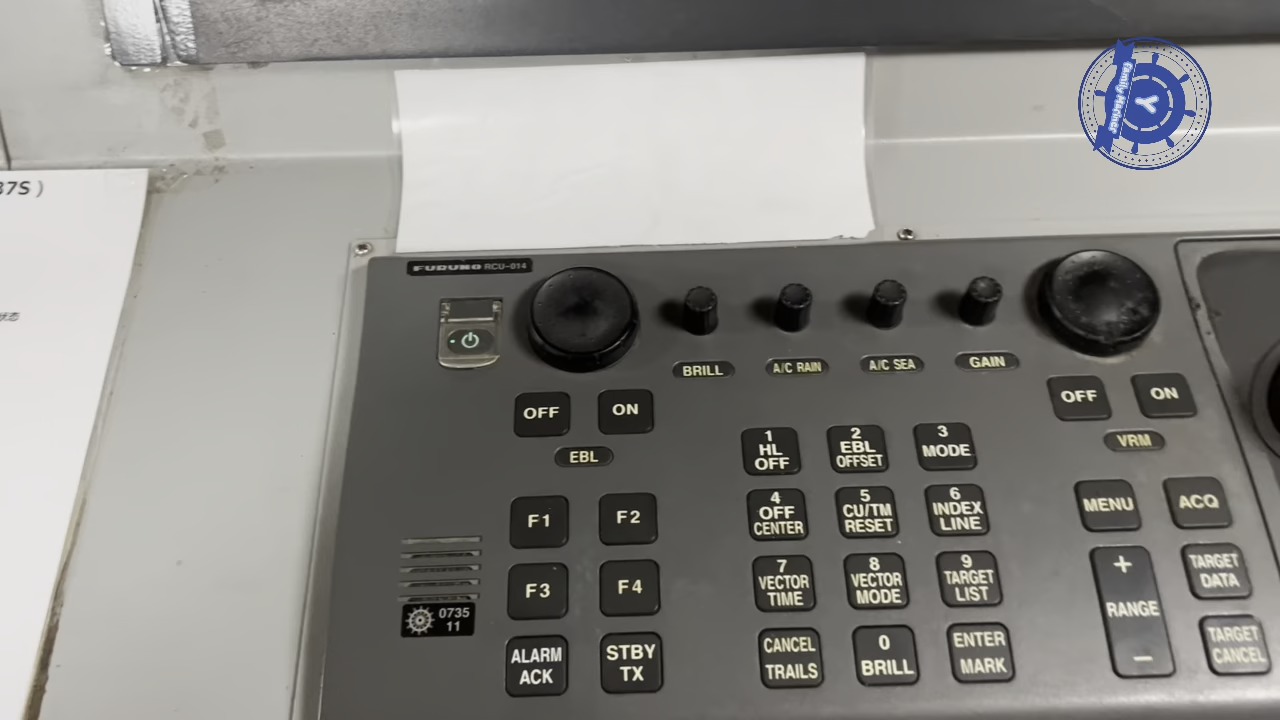 Family Mariner
Y
37S )
FURUNO RCU-014
BRILL
A/C RAIN
A/C SEA
GAIN
OFF
ON
EBL
OFF
ON
VRM
1
HL
OFF
2
EBL
OFFSET
3
MODE
F1
F2
4
OFF
CENTER
5
CU/TM
RESET
6
INDEX
LINE
MENU
ACQ
F3
F4
7
VECTOR
TIME
8
VECTOR
MODE
9
TARGET
LIST
+
RANGE
−
TARGET
DATA
0735
11
ALARM
ACK
STBY
TX
CANCEL
TRAILS
0
BRILL
ENTER
MARK
TARGET
CANCEL